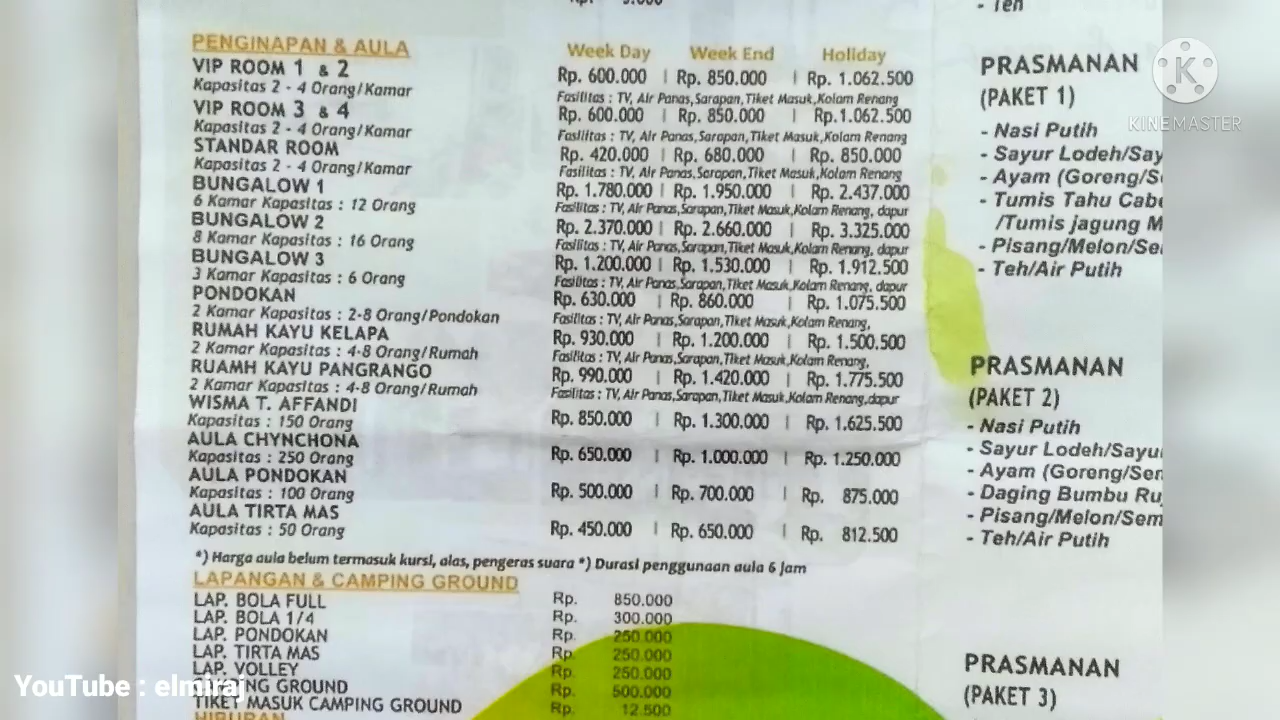 Rp. 5.000
- Teh
PENGINAPAN & AULA
Week Day Week End Holiday
VIP ROOM 1 & 2
Rp. 600.000 | Rp. 850.000 | Rp. 1.062.500
Kapasitas 2 - 4 Orang/Kamar
Fasilitas : TV, Air Panas,Sarapan,Tiket Masuk,Kolam Renang
VIP ROOM 3 & 4
Rp. 600.000 | Rp. 850.000 | Rp.1.062.500
Kapasitas 2 - 4 Orang/Kamar
Fasilitas : TV, Air Panas,Sarapan,Tiket Masuk,Kolam Renang
STANDAR ROOM
Rp. 420.000 | Rp. 680.000 | Rp. 850.000
Kapasitas 2 - 4 Orang/Kamar
Fasilitas : TV, Air Panas,Sarapan,Tiket Masuk,Kolam Renang
BUNGALOW 1
Rp. 1.780.000 | Rp. 1.950.000 | Rp. 2.437.000
6 Kamar Kapasitas : 12 Orang
Fasilitas : TV, Air Panas,Sarapan,Tiket Masuk,Kolam Renang, dapur
BUNGALOW 2
Rp. 2.370.000 | Rp. 2.660.000 | Rp. 3.325.000
8 Kamar Kapasitas : 16 Orang
Fasilitas : TV, Air Panas,Sarapan,Tiket Masuk,Kolam Renang, dapur
BUNGALOW 3
Rp. 1.200.000 | Rp. 1.530.000 | Rp. 1.912.500
3 Kamar Kapasitas : 6 Orang
Fasilitas : TV, Air Panas,Sarapan,Tiket Masuk,Kolam Renang, dapur
PONDOKAN
Rp. 630.000 | Rp. 860.000 | Rp. 1.075.500
2 Kamar Kapasitas : 2-8 Orang/Pondokan
Fasilitas : TV, Air Panas,Sarapan,Tiket Masuk,Kolam Renang,
RUMAH KAYU KELAPA
Rp. 930.000 | Rp. 1.200.000 | Rp. 1.500.500
2 Kamar Kapasitas : 4-8 Orang/Rumah
Fasilitas : TV, Air Panas,Sarapan,Tiket Masuk,Kolam Renang,
RUAMH KAYU PANGRANGO
Rp. 990.000 | Rp. 1.420.000 | Rp. 1.775.500
2 Kamar Kapasitas : 4-8 Orang/Rumah
Fasilitas : TV, Air Panas,Sarapan,Tiket Masuk,Kolam Renang,dapur
WISMA T. AFFANDI
Rp. 850.000 | Rp. 1.300.000 | Rp. 1.625.500
Kapasitas : 150 Orang
AULA CHYNCHONA
Rp. 650.000 | Rp. 1.000.000 | Rp. 1.250.000
Kapasitas : 250 Orang
AULA PONDOKAN
Rp. 500.000 | Rp. 700.000 | Rp. 875.000
Kapasitas : 100 Orang
AULA TIRTA MAS
Rp. 450.000 | Rp. 650.000 | Rp. 812.500
Kapasitas : 50 Orang
*) Harga aula belum termasuk kursi, alas, pengeras suara *) Durasi penggunaan aula 6 jam
LAPANGAN & CAMPING GROUND
LAP. BOLA FULL Rp. 850.000
LAP. BOLA 1/4 Rp. 300.000
LAP. PONDOKAN Rp. 250.000
LAP. TIRTA MAS Rp. 250.000
LAP. VOLLEY Rp. 250.000
GROUND Rp. 500.000
TIKET MASUK CAMPING GROUND Rp. 12.500
HIBURAN
PRASMANAN
(PAKET 1)
- Nasi Putih
- Sayur Lodeh/Say
- Ayam (Goreng/S
- Tumis Tahu Cabe
/Tumis jagung M
- Pisang/Melon/Se
- Teh/Air Putih
PRASMANAN
(PAKET 2)
- Nasi Putih
- Sayur Lodeh/Sayu
- Ayam (Goreng/Sem
- Daging Bumbu Ru
- Pisang/Melon/Sem
- Teh/Air Putih
PRASMANAN
(PAKET 3)
K
KINEMASTER
YouTube : elmiraj